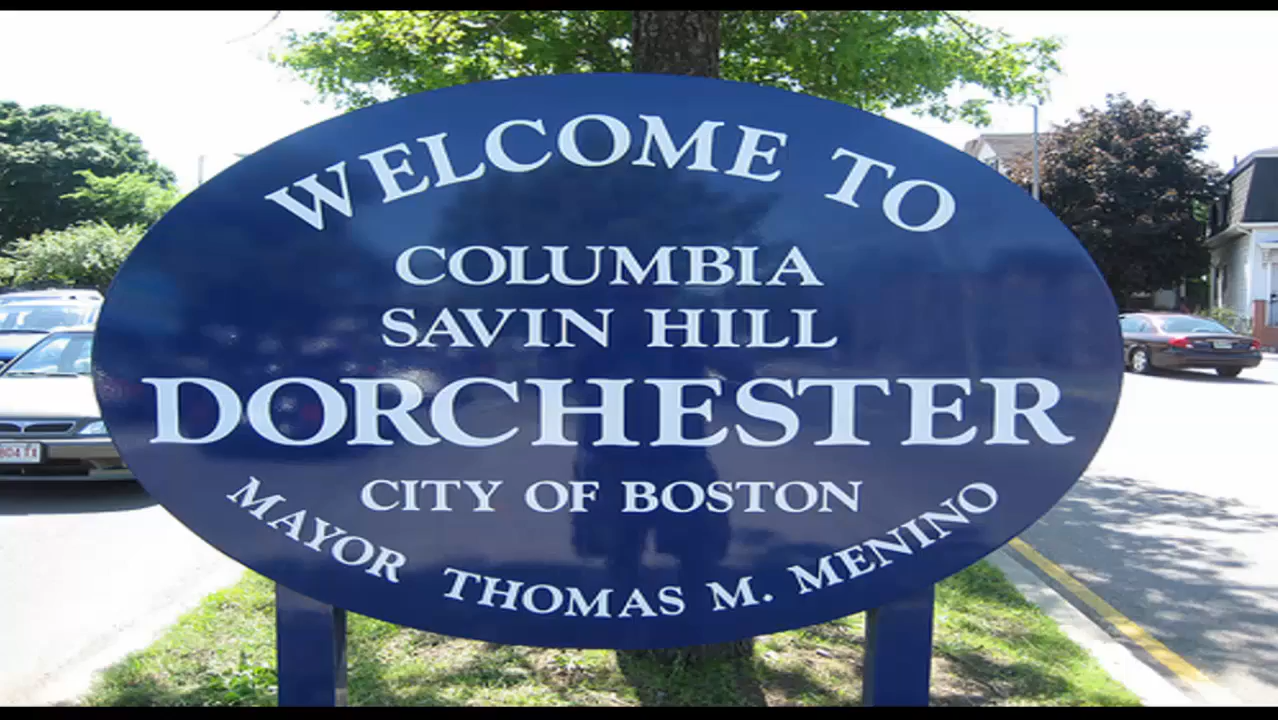 WELCOME TO
COLUMBIA
SAVIN HILL
DORCHESTER
CITY OF BOSTON
MAYOR THOMAS M. MENINO